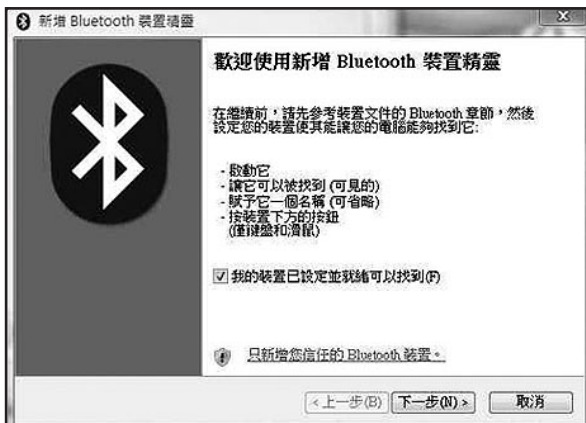 新增 Bluetooth 裝置精靈
歡迎使用新增 Bluetooth 裝置精靈
在繼續前，請先參考裝置文件的 Bluetooth 章節，然後
設定您的裝置使其能讓您的電腦能夠找到它:
- 啟動它
- 讓它可以被找到 (可見的)
- 賦予它一個名稱 (可省略)
- 按裝置下方的按鈕
(僅鍵盤和滑鼠)
我的裝置已設定並就緒可以找到(F)
只新增您信任的 Bluetooth 裝置。
<上一步(B)
下一步(N)>
取消